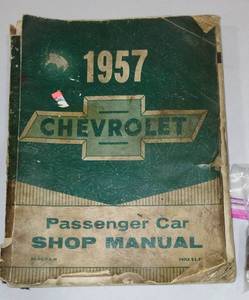 1957
CHEVROLET
Passenger Car
SHOP MANUAL